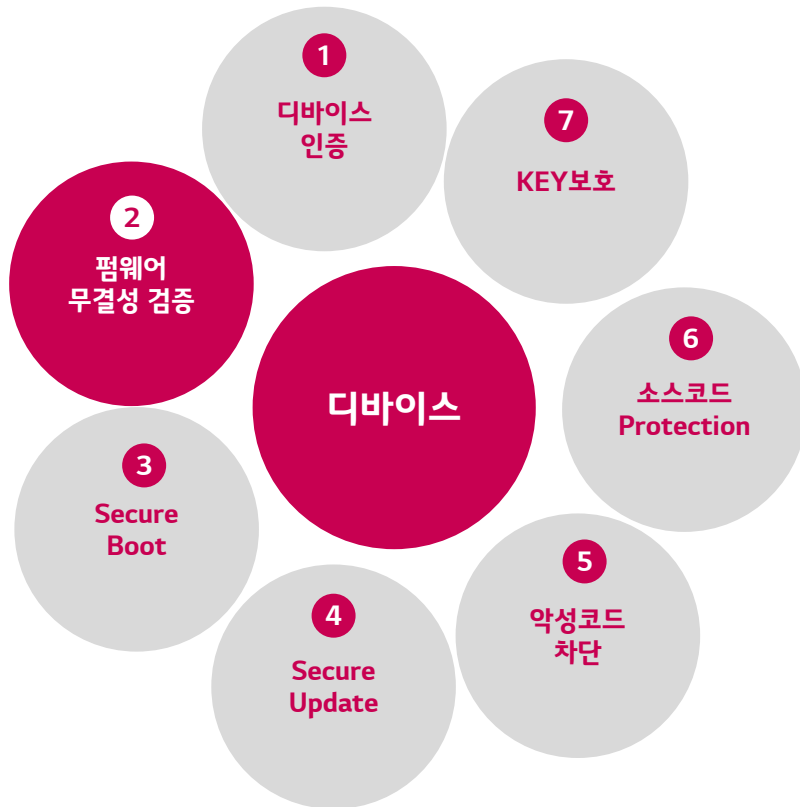 1
디바이스
인증
2
펌웨어
무결성 검증
3
Secure
Boot
4
Secure
Update
5
악성코드
차단
6
소스코드
Protection
7
KEY보호
디바이스